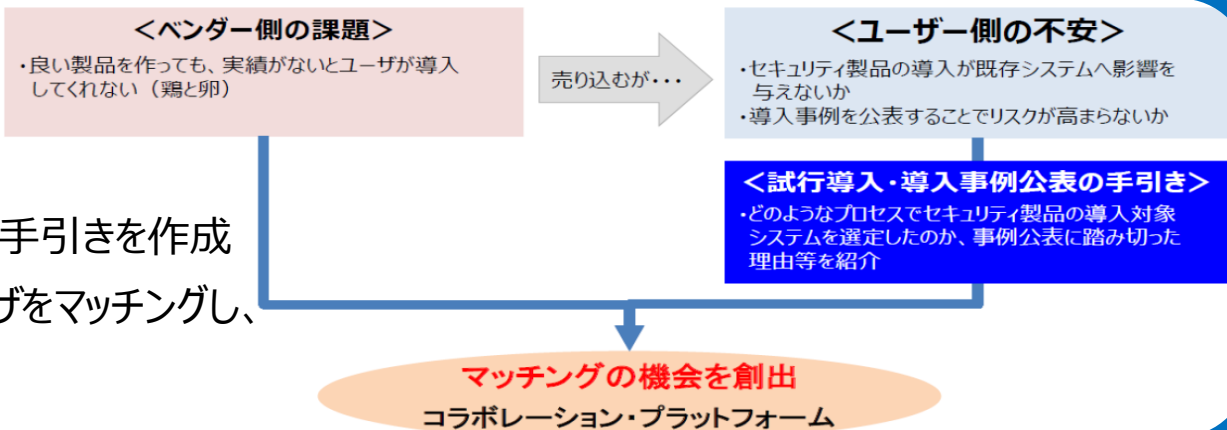 ＜ベンダー側の課題＞
・良い製品を作っても、実績がないとユーザが導入
してくれない（鶏と卵）
売り込むが・・・
＜ユーザー側の不安＞
・セキュリティ製品の導入が既存システムへ影響を
与えないか
・導入事例を公表することでリスクが高まらないか
＜試行導入・導入事例公表の手引き＞
・どのようなプロセスでセキュリティ製品の導入対象
システムを選定したのか、事例公表に踏み切った
理由等を紹介
手引きを作成
ザをマッチングし、
マッチングの機会を創出
コラボレーション・プラットフォーム